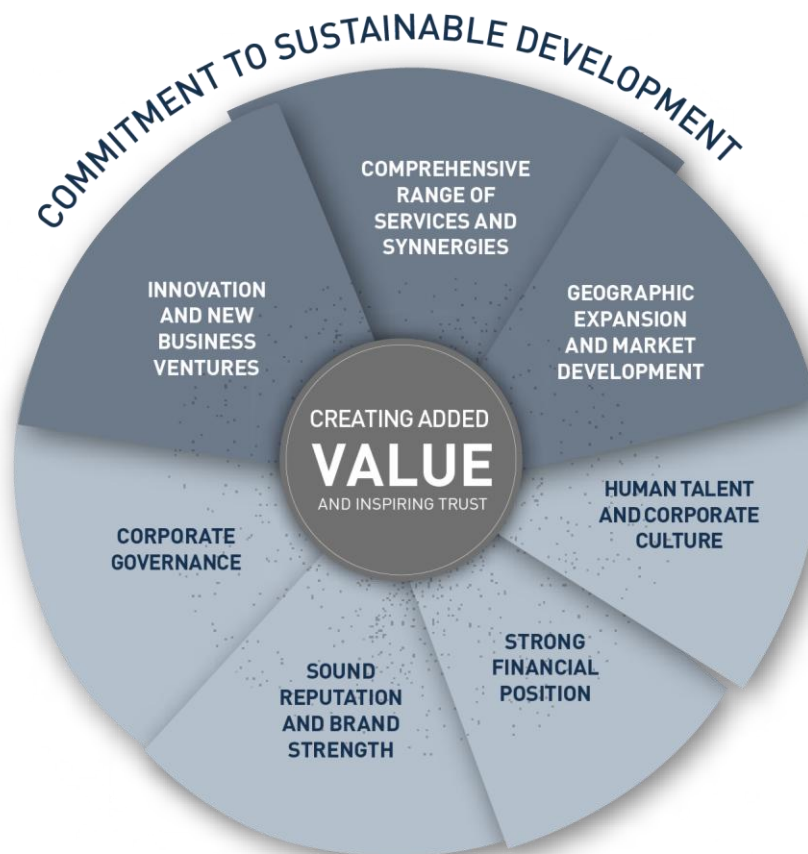 COMMITMENT TO SUSTAINABLE DEVELOPMENT
COMPREHENSIVE
RANGE OF
SERVICES AND
SYNNERGIES
INNOVATION
AND NEW
BUSINESS
VENTURES
GEOGRAPHIC
EXPANSION
AND MARKET
DEVELOPMENT
CREATING ADDED
VALUE
AND INSPIRING TRUST
HUMAN TALENT
AND CORPORATE
CULTURE
CORPORATE
GOVERNANCE
STRONG
FINANCIAL
POSITION
SOUND
REPUTATION
AND BRAND
STRENGTH